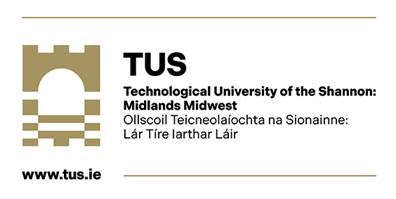 TUS
Technological University of the Shannon:
Midlands Midwest
Ollscoil Teicneolaíochta na Sionainne:
Lár Tíre Iarthar Láir
www.tus.ie